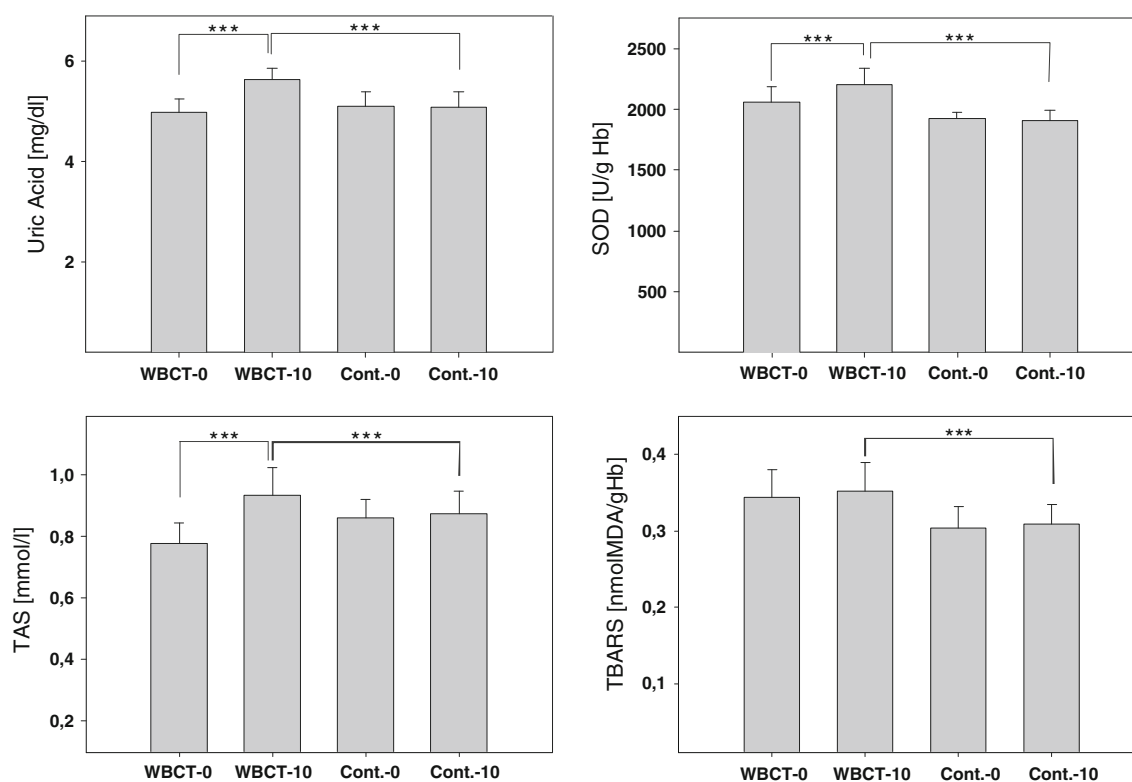 *** ***
6
4
2
Uric Acid [mg/dl]
WBCT-0 WBCT-10 Cont.-0 Cont.-10
*** ***
2500
2000
1500
1000
500
SOD [U/g Hb]
WBCT-0 WBCT-10 Cont.-0 Cont.-10
*** ***
1,0
0,8
0,6
0,4
0,2
TAS [mmol/l]
WBCT-0 WBCT-10 Cont.-0 Cont.-10
***
0,4
0,3
0,2
0,1
TBARS [nmolMDA/gHb]
WBCT-0 WBCT-10 Cont.-0 Cont.-10